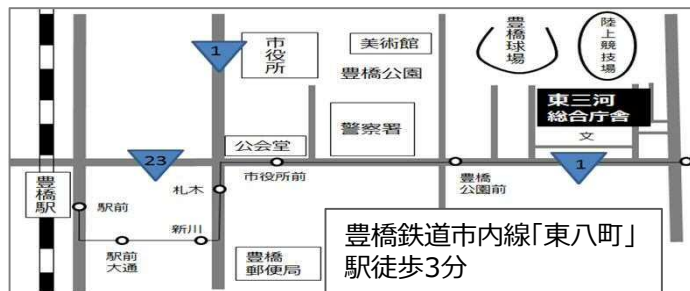 1
市役所
美術館
豊橋公園
豊橋球場
陸上競技場
東三河
総合庁舎
文
警察署
公会堂
23
1
豊橋駅
札木
市役所前
豊橋
公園前
駅前
新川
駅前
大通
豊橋
郵便局
豊橋鉄道市内線「東八町」
駅徒歩3分